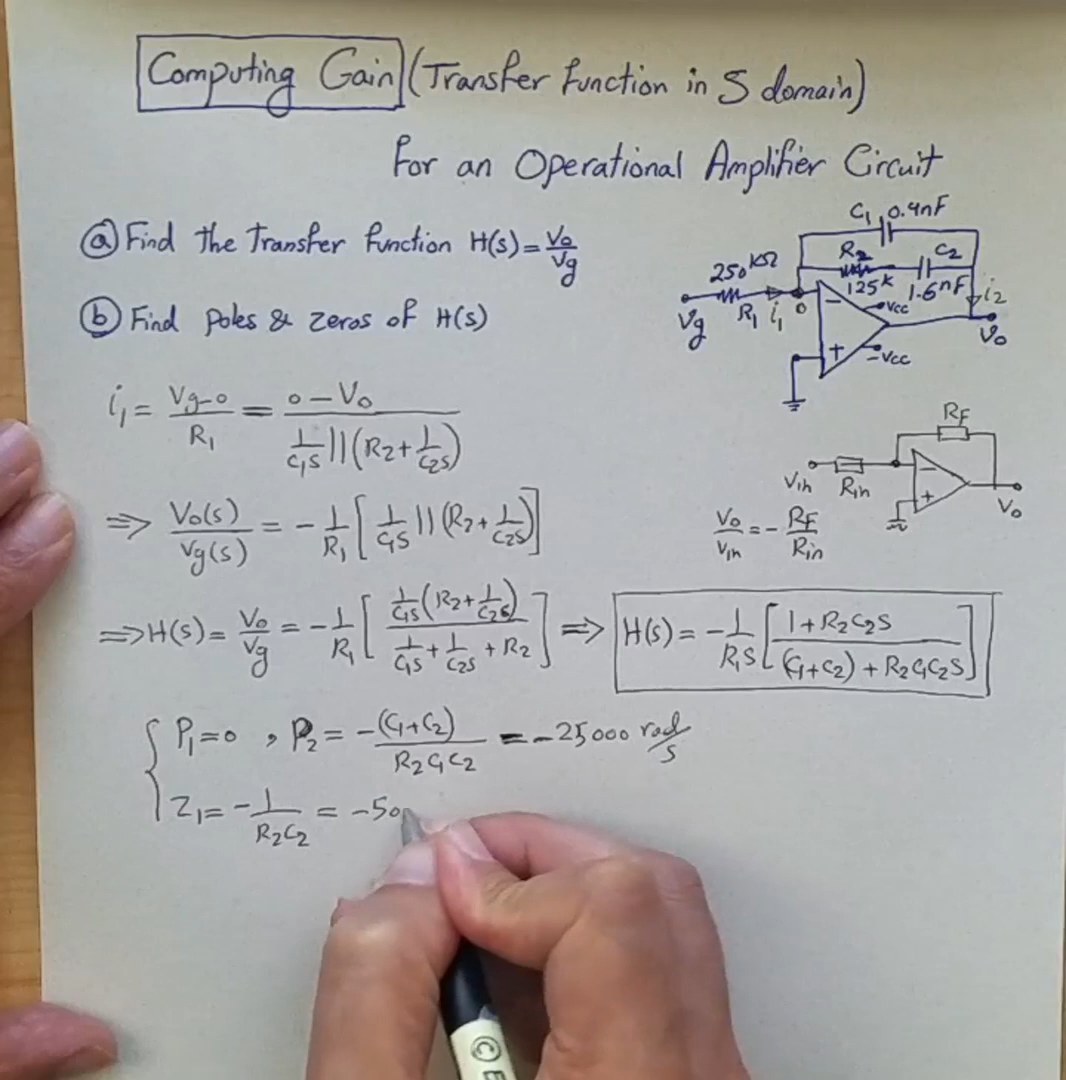 Computing Gain (Transfer function in S domain)
For an Operational Amplifier Circuit
(a) Find the Transfer function H(s) = Vo/Vg
(b) Find Poles & Zeros of H(s)
C1 0.4nF
R2 C2
250 kΩ 125K 1.6nF
Vg R1 i1 0 i2
- Vcc
+ -Vcc
Vo
i1 = (Vg-0)/R1 = (0-Vo)/(1/C1S || (R2 + 1/C2S))
RF
Vin Rin - + Vo
Vo/Vin = - RF/Rin
⇒ Vo(s)/Vg(s) = - 1/R1 [1/C1S || (R2 + 1/C2S)]
⇒ H(s) = Vo/Vg = - 1/R1 [1/C1S (R2 + 1/C2S) / (1/C1S + 1/C2S + R2)] ⇒ H(s) = - 1/R1S [(1 + R2C2S) / ((C1+C2) + R2C1C2S)]
P1 = 0 , P2 = -(C1+C2)/R2C1C2 = -25000 rad/s
Z1 = - 1/R2C2 = -50
© E